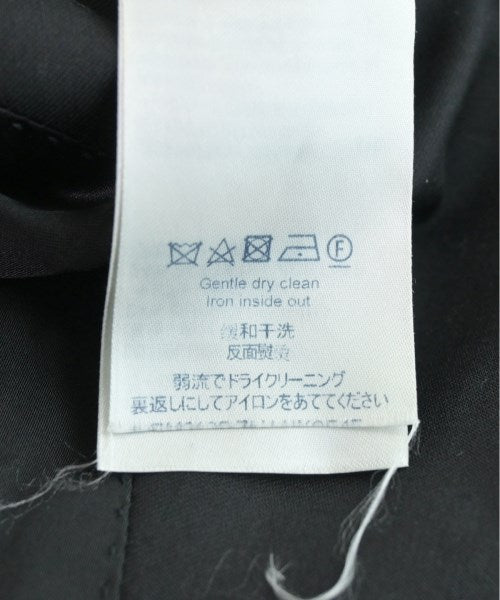 F
Gentle dry clean
Iron inside out
缓和干洗
反面熨烫
弱流でドライクリーニング
裏返しにしてアイロンをあててください